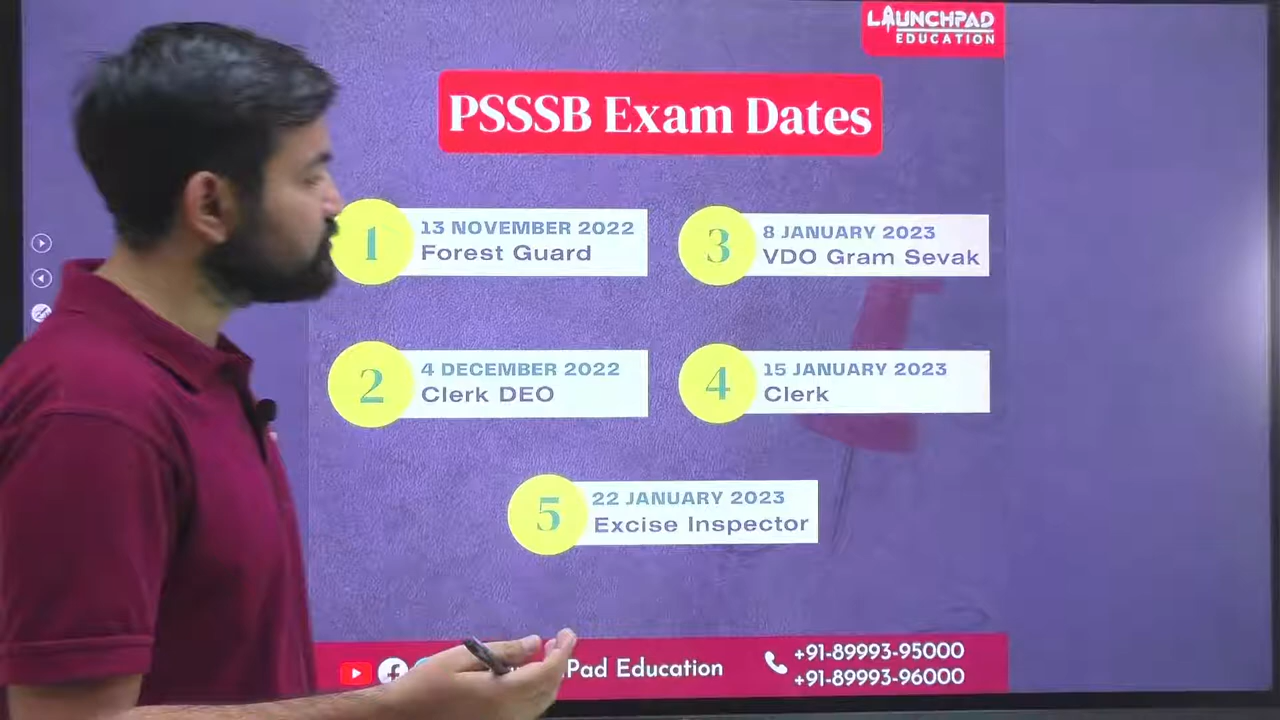 LAUNCHPAD
EDUCATION
PSSSB Exam Dates
1
13 NOVEMBER 2022
Forest Guard
3
8 JANUARY 2023
VDO Gram Sevak
2
4 DECEMBER 2022
Clerk DEO
4
15 JANUARY 2023
Clerk
5
22 JANUARY 2023
Excise Inspector
Pad Education
+91-89993-95000
+91-89993-96000